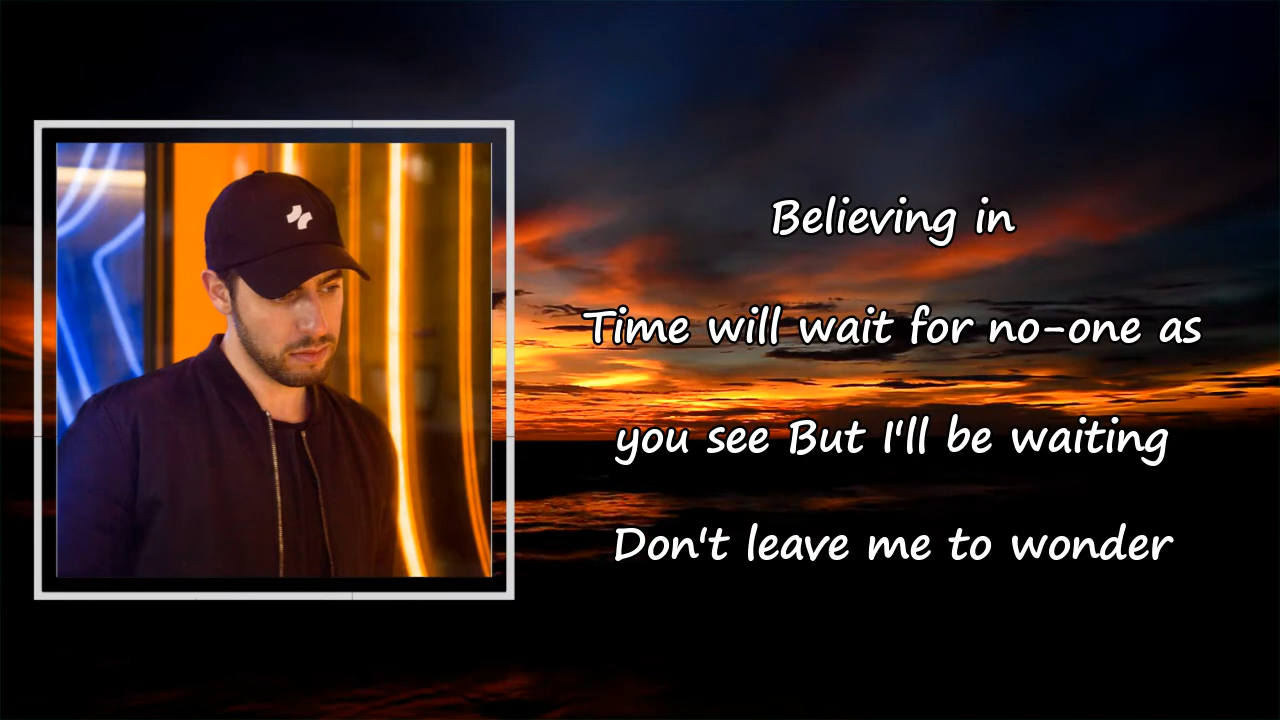 Believing in
Time will wait for no-one as
you see But I'll be waiting
Don't leave me to wonder